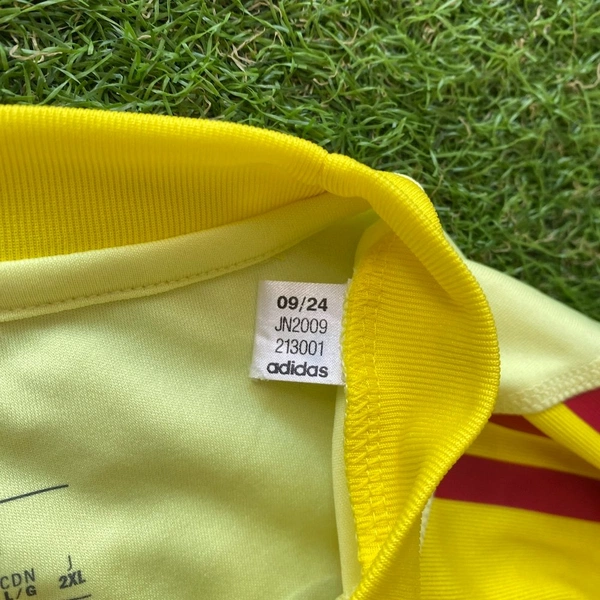 09/24
JN2009
213001
adidas
CDN J
L/G 2XL